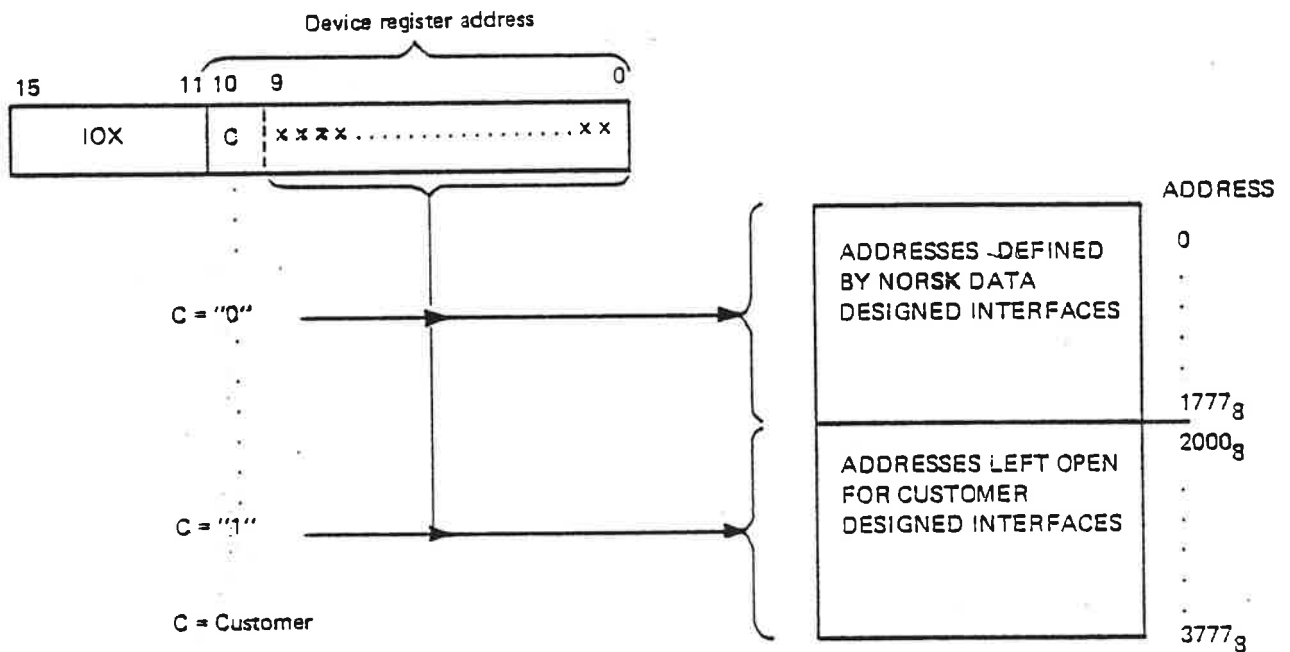 Device register address
15 11 10 9 0
IOX C x x x x . . . . . . . . . . . . . . . . . . . . x x
ADDRESS
ADDRESSES DEFINED
BY NORSK DATA
DESIGNED INTERFACES
0
C = "0"
1777₈
2000₈
ADDRESSES LEFT OPEN
FOR CUSTOMER
DESIGNED INTERFACES
C = "1"
C = Customer
3777₈